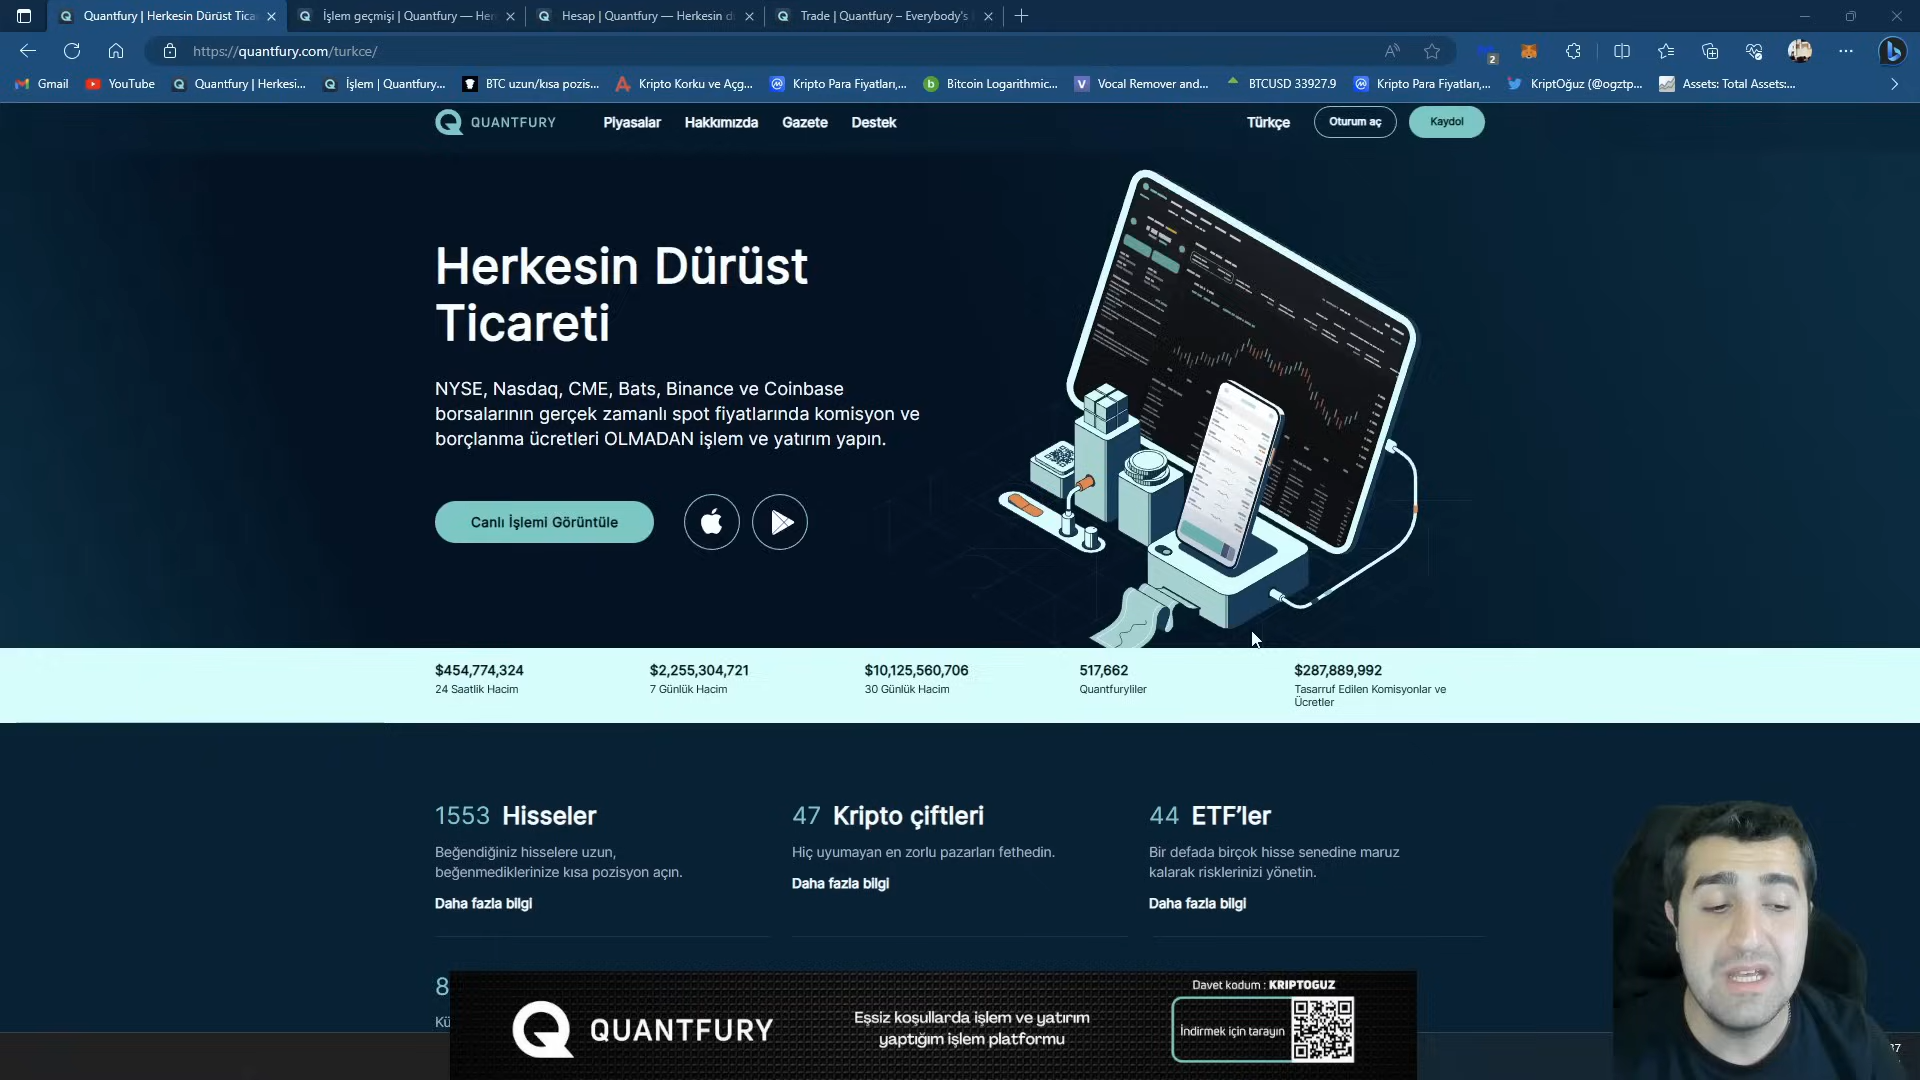 Quantfury | Herkesin Dürüst Tica
İşlem geçmişi | Quantfury — Her
Hesap | Quantfury — Herkesin d
Trade | Quantfury – Everybody's
https://quantfury.com/turkce/
2
Gmail
YouTube
Quantfury | Herkesi...
İşlem | Quantfury...
BTC uzun/kısa pozis...
Kripto Korku ve Açg...
Kripto Para Fiyatları,...
Bitcoin Logarithmic...
Vocal Remover and...
BTCUSD 33927.9
Kripto Para Fiyatları,...
KriptOğuz (@ogztp...
Assets: Total Assets:...
QUANTFURY
Piyasalar
Hakkımızda
Gazete
Destek
Türkçe
Oturum aç
Kaydol
Herkesin Dürüst
Ticareti
NYSE, Nasdaq, CME, Bats, Binance ve Coinbase
borsalarının gerçek zamanlı spot fiyatlarında komisyon ve
borçlanma ücretleri OLMADAN işlem ve yatırım yapın.
Canlı İşlemi Görüntüle
$454,774,324
24 Saatlik Hacim
$2,255,304,721
7 Günlük Hacim
$10,125,560,706
30 Günlük Hacim
517,662
Quantfuryliler
$287,889,992
Tasarruf Edilen Komisyonlar ve
Ücretler
1553 Hisseler
Beğendiğiniz hisselere uzun,
beğenmediklerinize kısa pozisyon açın.
Daha fazla bilgi
47 Kripto çiftleri
Hiç uyumayan en zorlu pazarları fethedin.
Daha fazla bilgi
44 ETF'ler
Bir defada birçok hisse senedine maruz
kalarak risklerinizi yönetin.
Daha fazla bilgi
8
Kü
QUANTFURY
Eşsiz koşullarda işlem ve yatırım
yaptığım işlem platformu
Davet kodum : KRIPTOGUZ
İndirmek için tarayın
37